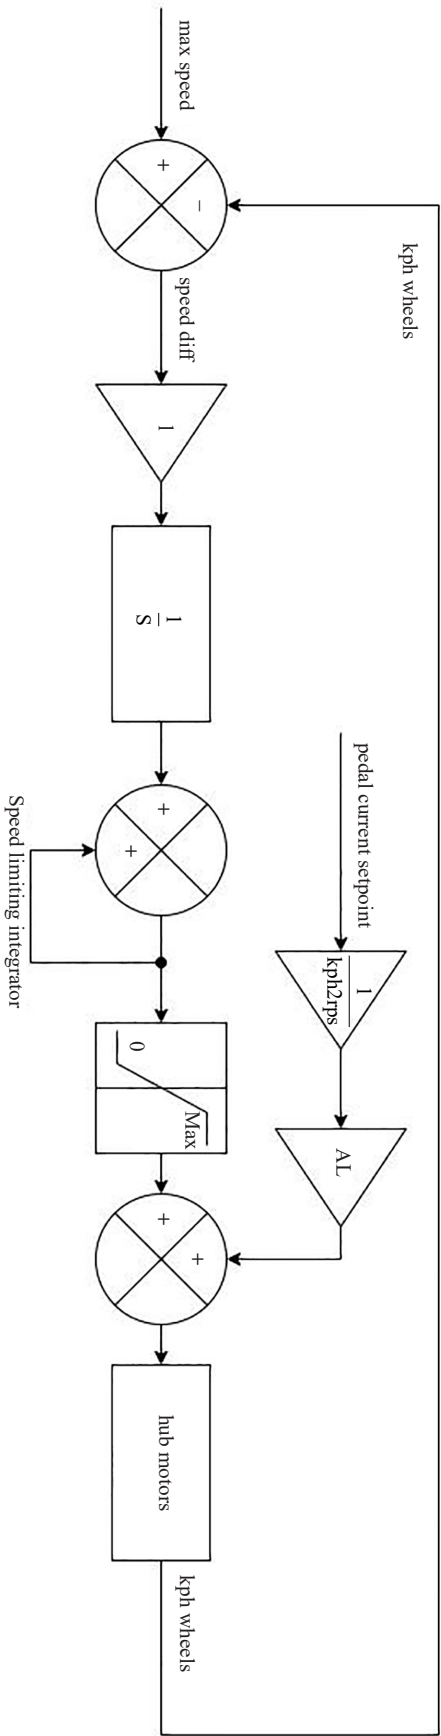 max speed
+
−
kph wheels
speed diff
1
1
S
+
+
Speed limiting integrator
pedal current setpoint
1
kph2rps
AL
0
Max
+
+
hub motors
kph wheels